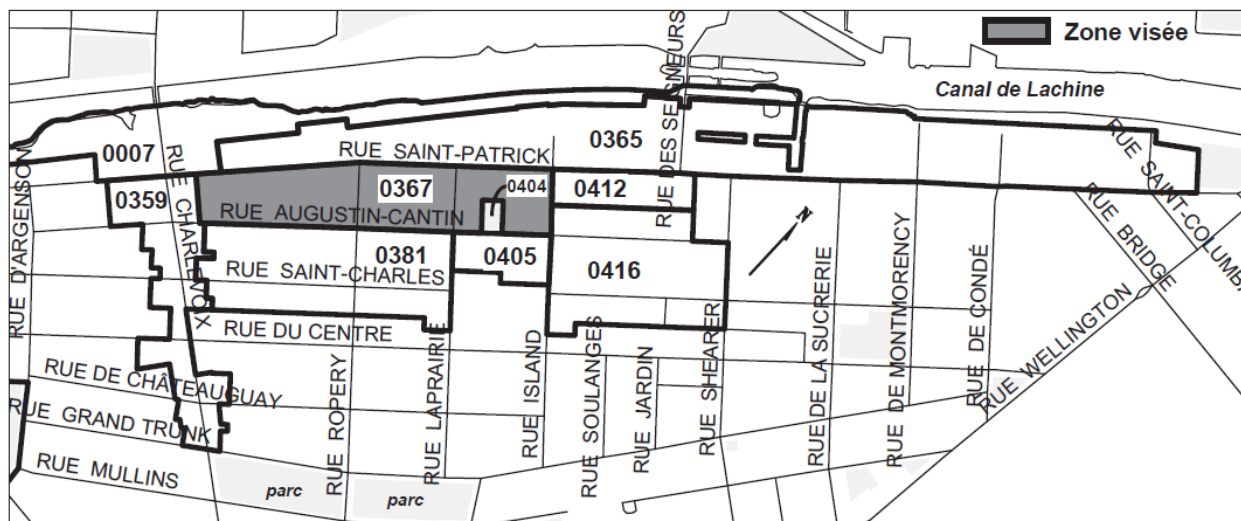 Zone visée
Canal de Lachine
0007
RUE SAINT-PATRICK
0365
RUE DES SEIGNEURS
RUE SAINT-COLUMBA
0359
0367
0404
0412
RUE AUGUSTIN-CANTIN
N
RUE D'ARGENSON
RUE CHARLEVOIX
RUE SAINT-CHARLES
0381
0405
0416
RUE BRIDGE
RUE DU CENTRE
RUE DE CHÂTEAUGUAY
RUE GRAND TRUNK
RUE MULLINS
RUE ROPERY
RUE LAPRAIRIE
RUE ISLAND
RUE SOULANGES
RUE JARDIN
RUE SHEARER
RUE DE LA SUCRERIE
RUE DE MONTMORENCY
RUE DE CONDÉ
RUE WELLINGTON
parc
parc